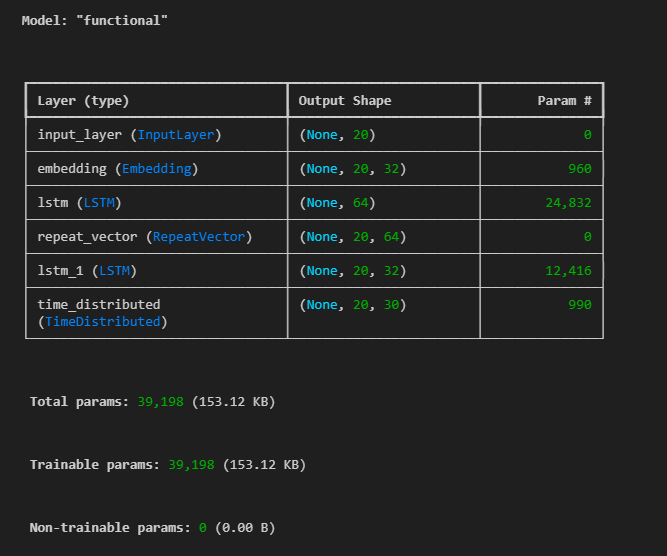 Model: "functional"
Layer (type) Output Shape Param #
input_layer (InputLayer) (None, 20) 0
embedding (Embedding) (None, 20, 32) 960
lstm (LSTM) (None, 64) 24,832
repeat_vector (RepeatVector) (None, 20, 64) 0
lstm_1 (LSTM) (None, 20, 32) 12,416
time_distributed (None, 20, 30) 990
(TimeDistributed)
Total params: 39,198 (153.12 KB)
Trainable params: 39,198 (153.12 KB)
Non-trainable params: 0 (0.00 B)